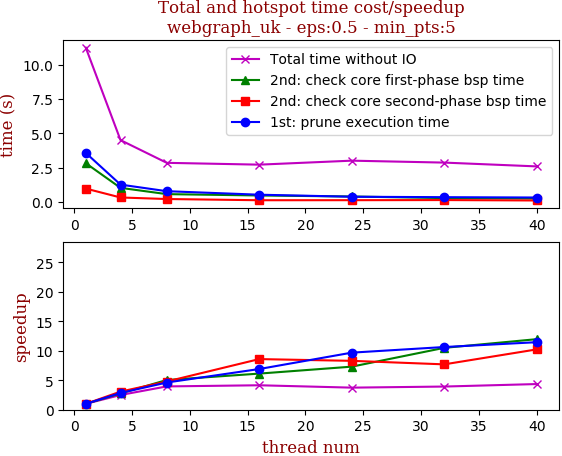 Total and hotspot time cost/speedup
webgraph_uk - eps:0.5 - min_pts:5
time (s)
10.0
7.5
5.0
2.5
0.0
Total time without IO
2nd: check core first-phase bsp time
2nd: check core second-phase bsp time
1st: prune execution time
0 5 10 15 20 25 30 35 40
speedup
25
20
15
10
5
0
0 5 10 15 20 25 30 35 40
thread num